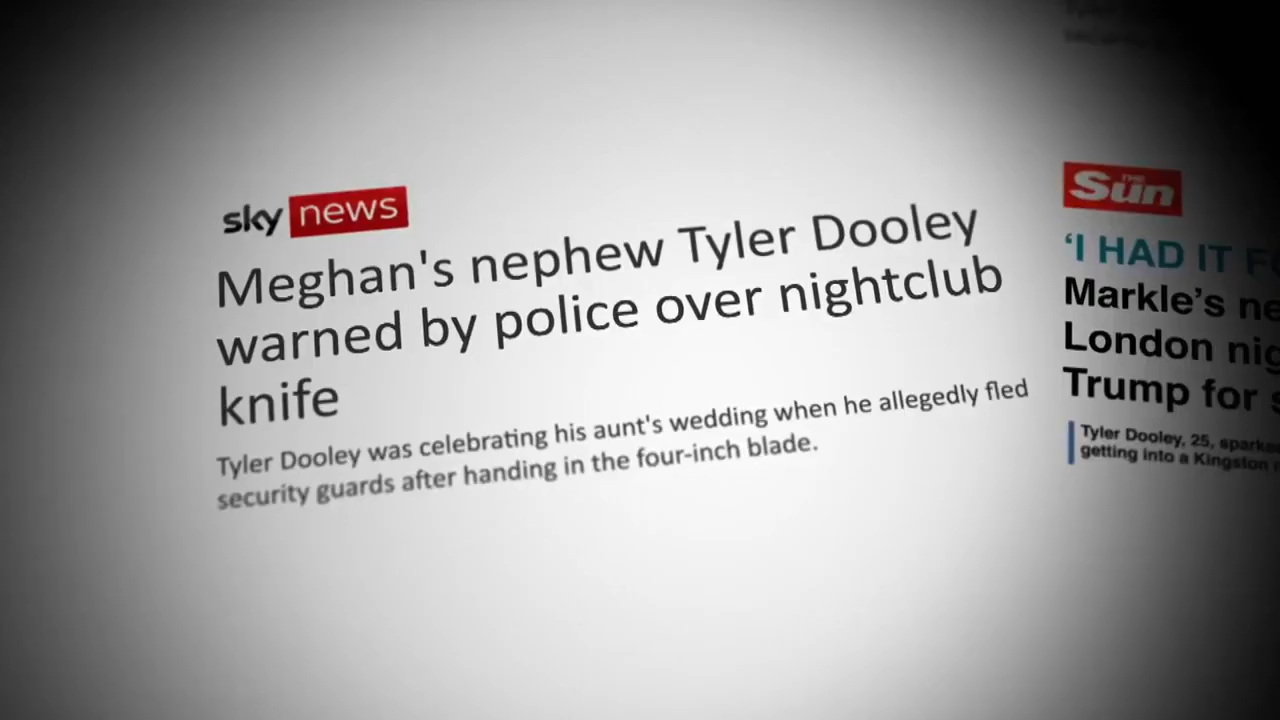 sky news
Meghan's nephew Tyler Dooley
warned by police over nightclub
knife
Tyler Dooley was celebrating his aunt's wedding when he allegedly fled
security guards after handing in the four-inch blade.
THE
Sun
‘I HAD IT
Markle’s
London
Trump for
Tyler Dooley, 25,
getting into a Kingston